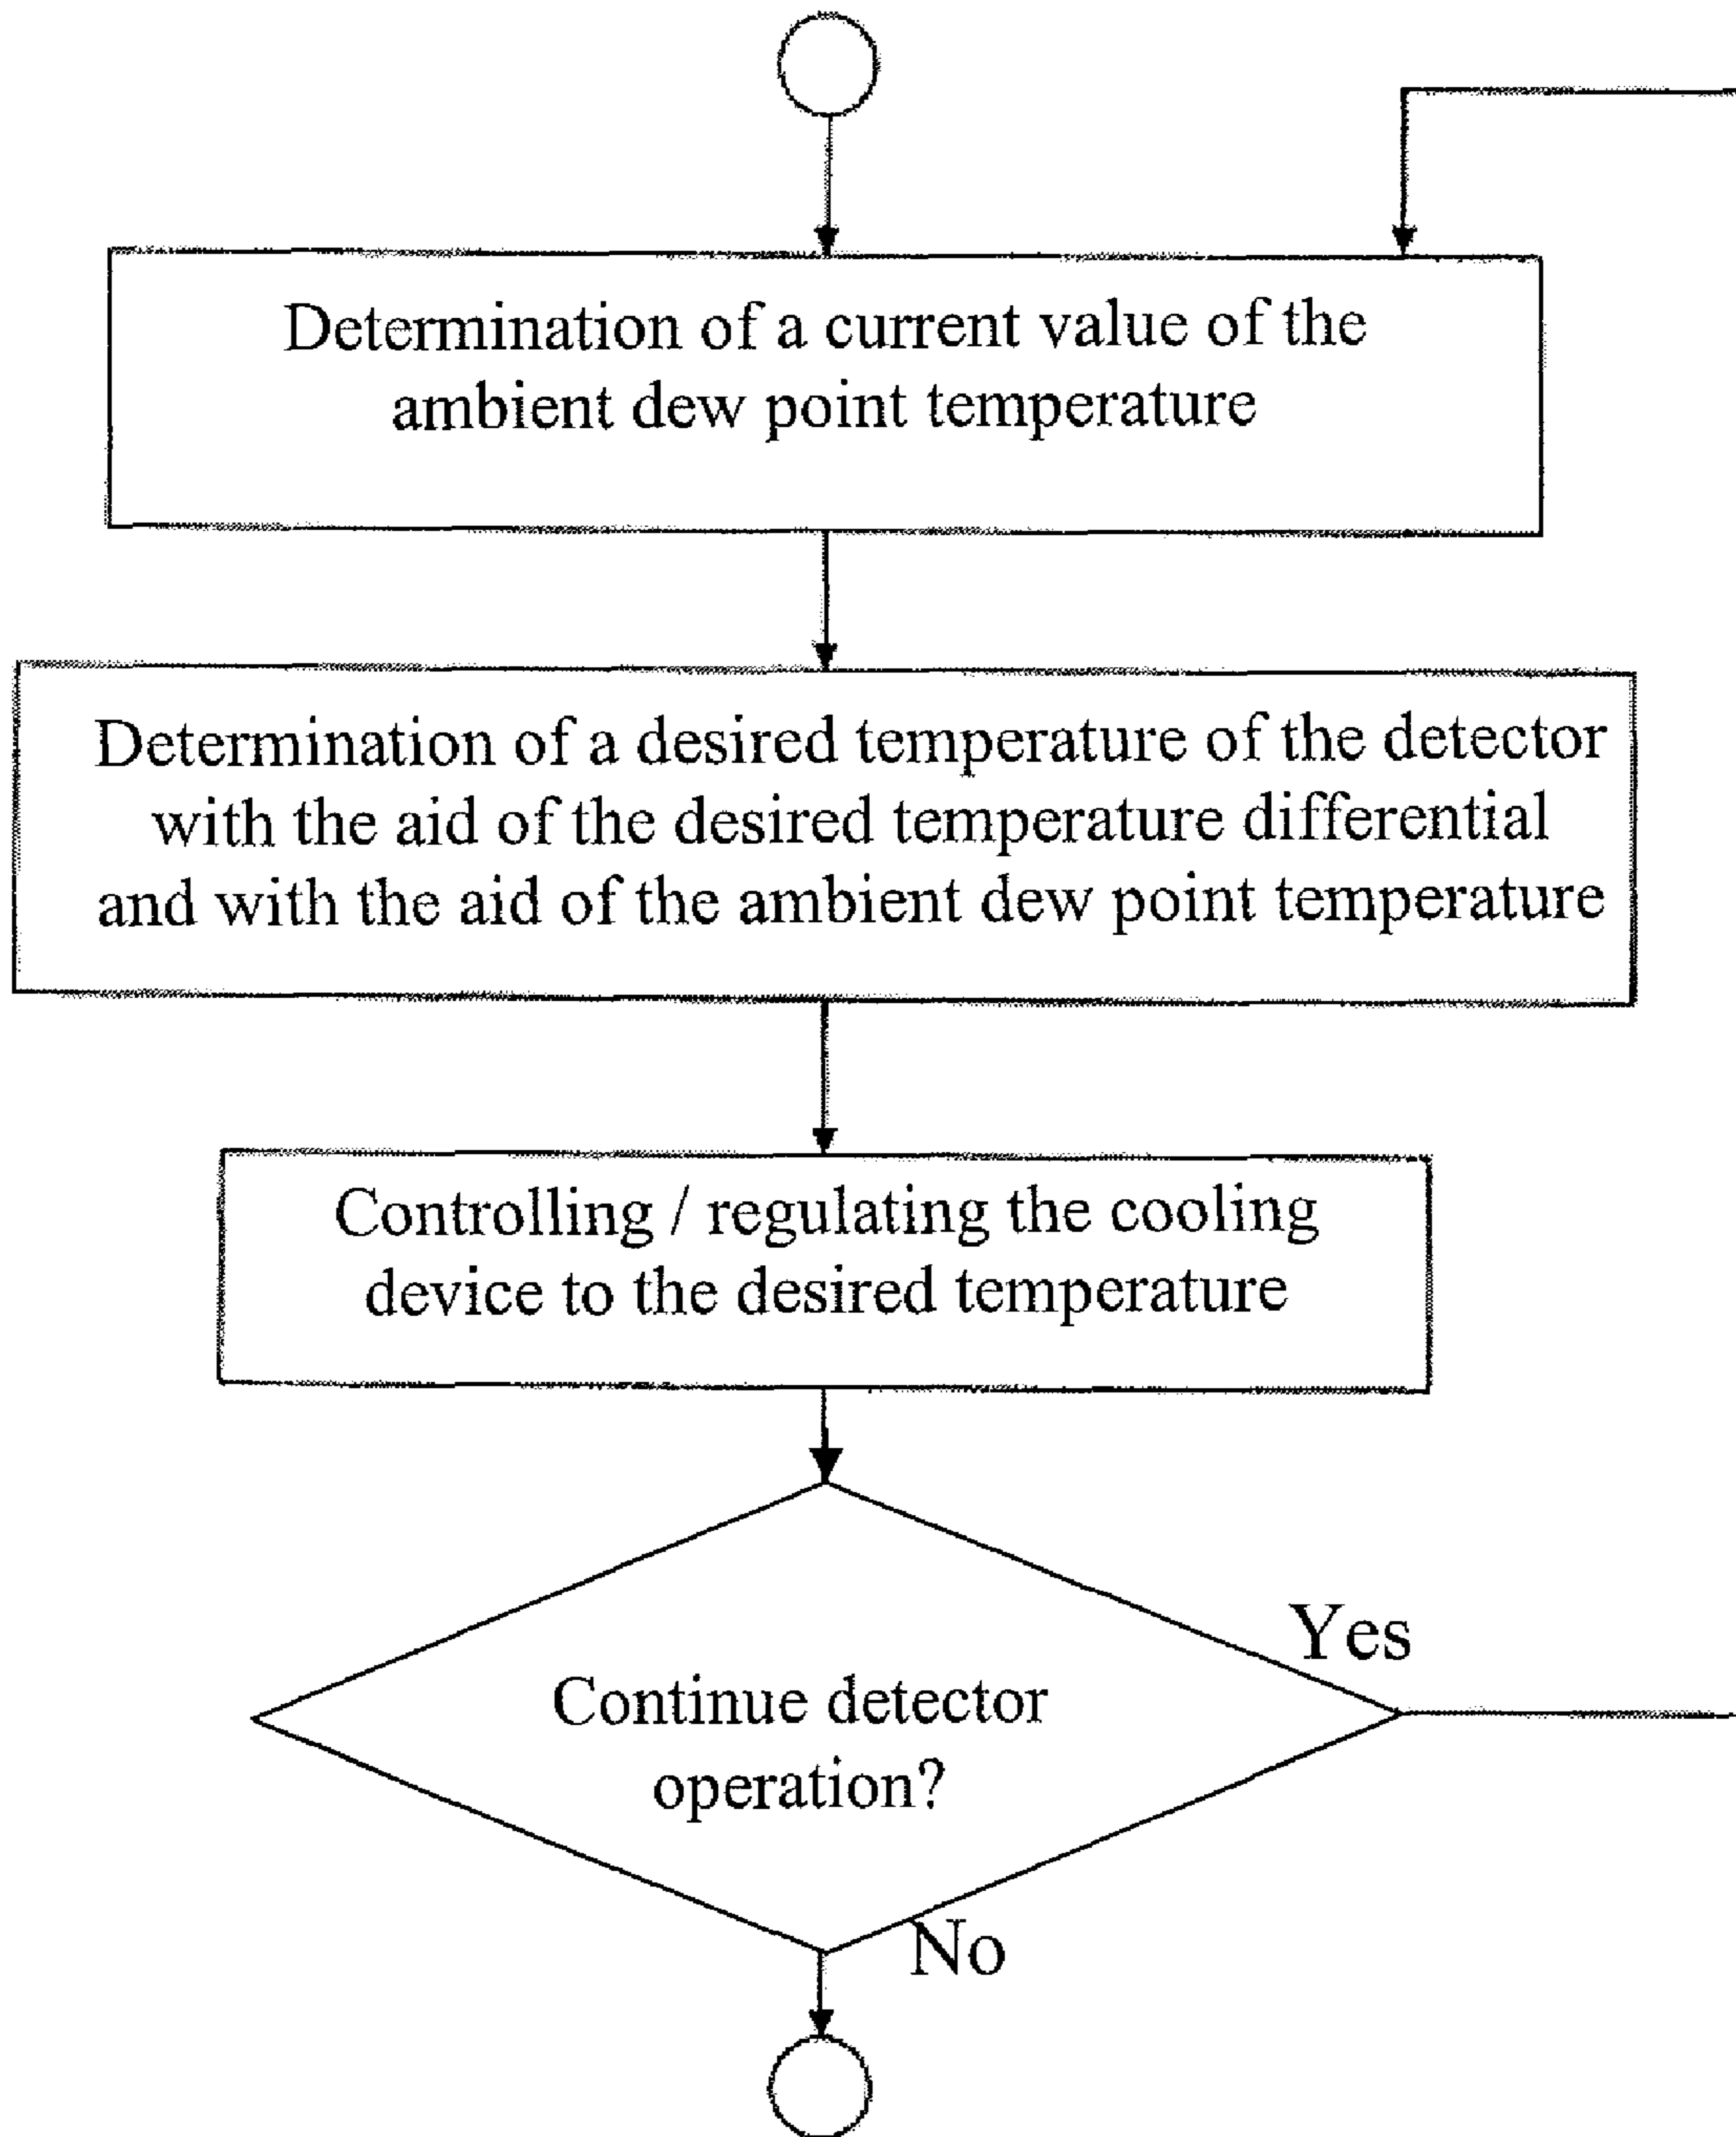 Determination of a current value of the
ambient dew point temperature
Determination of a desired temperature of the detector
with the aid of the desired temperature differential
and with the aid of the ambient dew point temperature
Controlling / regulating the cooling
device to the desired temperature
Yes
Continue detector
operation?
No